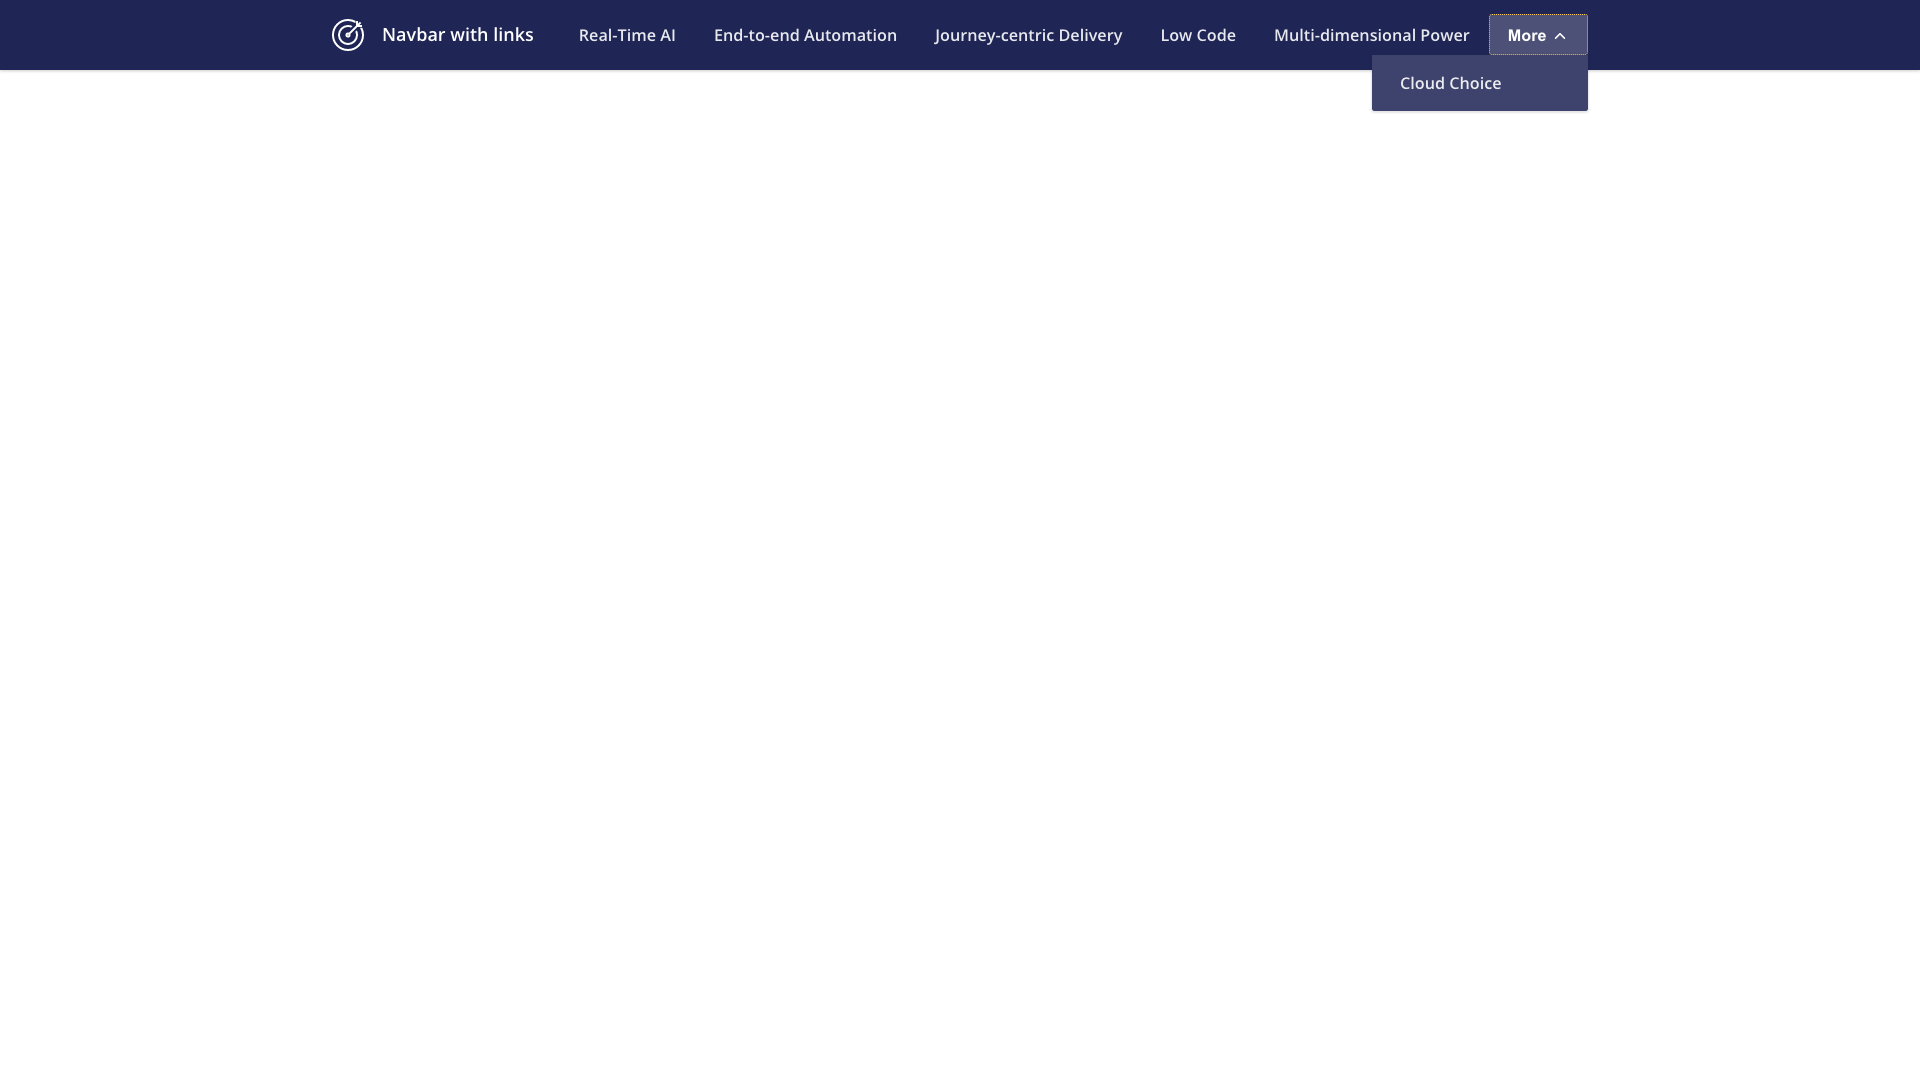 Navbar with links
Real-Time AI
End-to-end Automation
Journey-centric Delivery
Low Code
Multi-dimensional Power
More
Cloud Choice